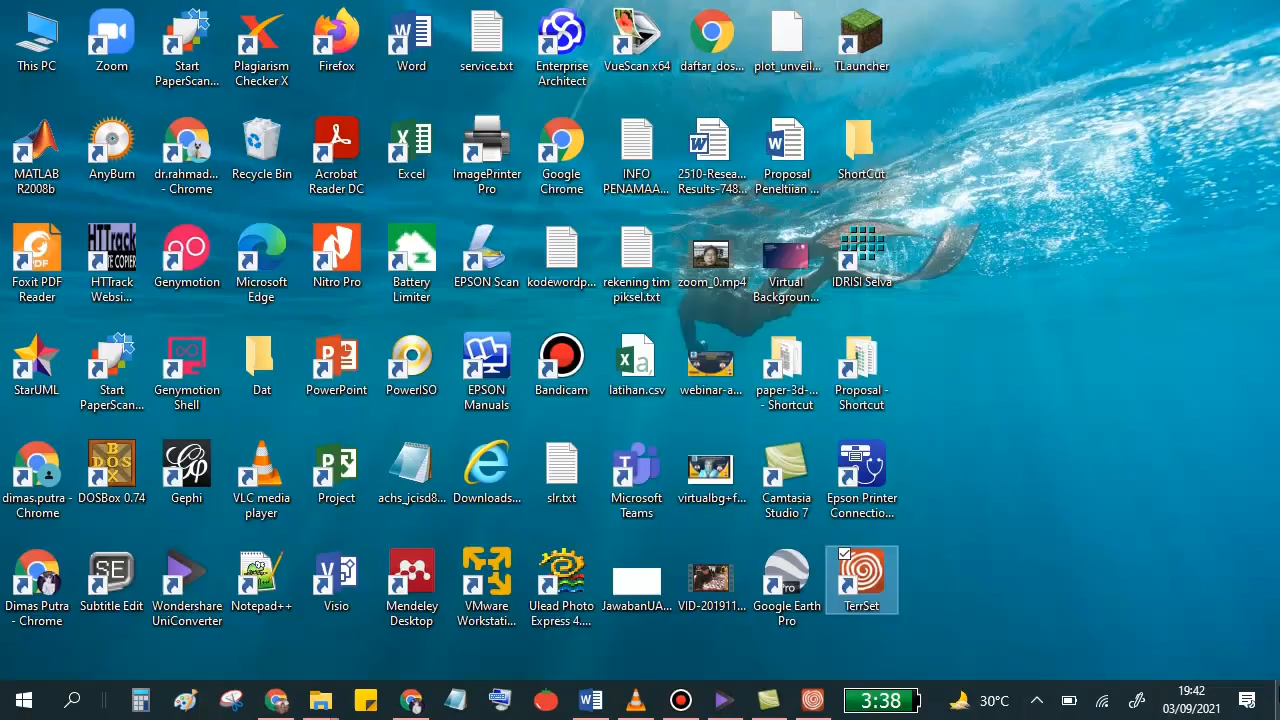 This PC
Zoom
Start
PaperScan...
Plagiarism
Checker X
Firefox
Word
service.txt
Enterprise
Architect
VueScan x64
daftar_dos...
plot_unveil...
TLauncher
MATLAB
R2008b
AnyBurn
dr.rahmad...
- Chrome
Recycle Bin
Acrobat
Reader DC
Excel
ImagePrinter
Pro
Google
Chrome
INFO
PENAMAA...
2510-Resea...
Results-748...
Proposal
Peneltiian ...
ShortCut
Foxit PDF
Reader
HTTrack
Websi...
Genymotion
Microsoft
Edge
Nitro Pro
Battery
Limiter
EPSON Scan
kodewordp...
rekening tim
piksel.txt
zoom_0.mp4
Virtual
Backgroun...
IDRISI Selva
StarUML
Start
PaperScan...
Genymotion
Shell
Dat
PowerPoint
PowerISO
EPSON
Manuals
Bandicam
latihan.csv
webinar-a...
paper-3d-...
- Shortcut
Proposal -
Shortcut
dimas.putra -
Chrome
DOSBox 0.74
Gephi
VLC media
player
Project
achs_jcisd8...
Downloads...
slr.txt
Microsoft
Teams
virtualbg+f...
Camtasia
Studio 7
Epson Printer
Connectio...
Dimas Putra
- Chrome
Subtitle Edit
Wondershare
UniConverter
Notepad++
Visio
Mendeley
Desktop
VMware
Workstati...
Ulead Photo
Express 4....
JawabanUA...
VID-201911...
Google Earth
Pro
TerrSet
3:38
30°C
19:42
03/09/2021